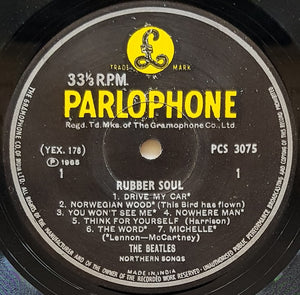 £
TRADE MARK
33⅓ R.P.M.
PARLOPHONE
Regd. Td. Mks. of The Gramophone Co., Ltd.
(YEX. 178)
PCS 3075
℗ 1965
1
1
RUBBER SOUL
1. DRIVE MY CAR
2. NORWEGIAN WOOD (This Bird has flown)
3. YOU WON'T SEE ME 4. NOWHERE MAN
5. THINK FOR YOURSELF (Harrison)
6. THE WORD 7. MICHELLE
(Lennon-McCartney)
THE BEATLES
NORTHERN SONGS
MADE IN INDIA